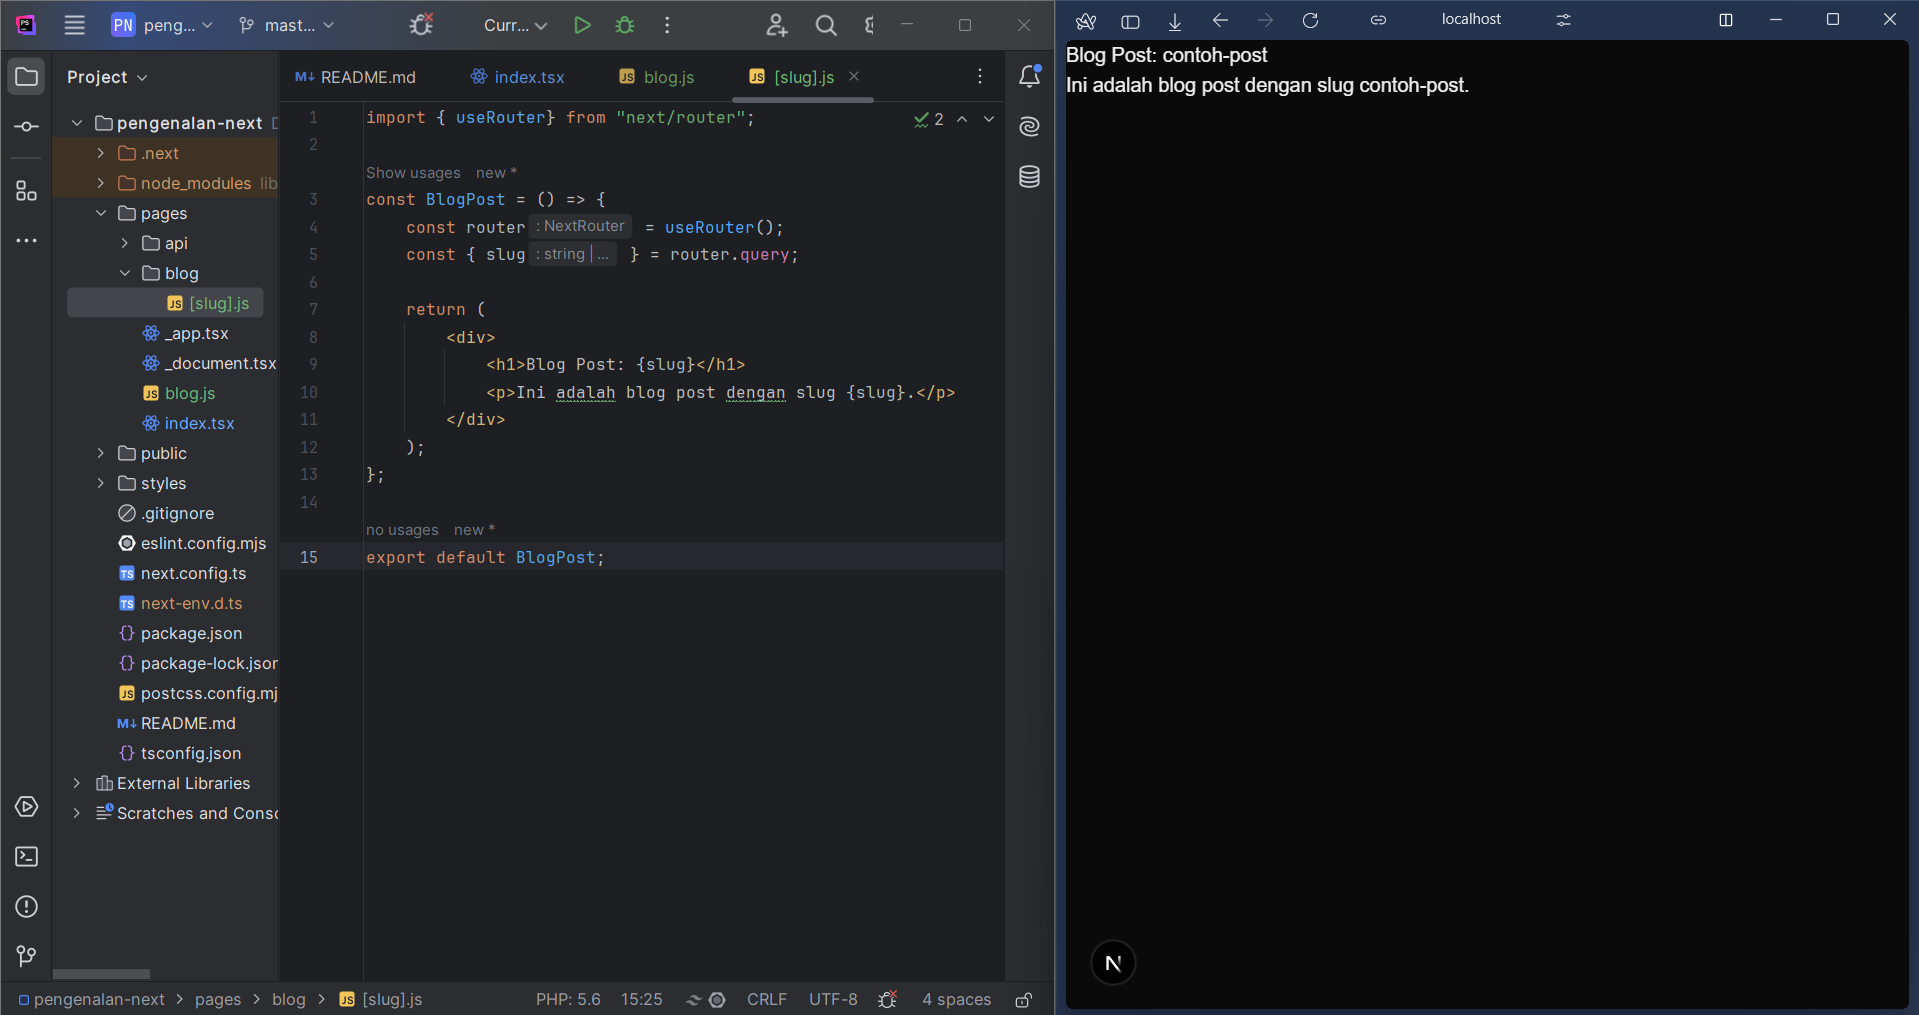 PN peng... mast... Curr...
Project
README.md index.tsx blog.js [slug].js
pengenalan-next
.next
node_modules lib
pages
api
blog
[slug].js
_app.tsx
_document.tsx
blog.js
index.tsx
public
styles
.gitignore
eslint.config.mjs
next.config.ts
next-env.d.ts
package.json
package-lock.json
postcss.config.mj
README.md
tsconfig.json
External Libraries
Scratches and Conso
2
1 import { useRouter} from "next/router";
2
Show usages new *
3 const BlogPost = () => {
4 const router : NextRouter = useRouter();
5 const { slug : string | ... } = router.query;
6
7 return (
8 <div>
9 <h1>Blog Post: {slug}</h1>
10 <p>Ini adalah blog post dengan slug {slug}.</p>
11 </div>
12 );
13 };
14
no usages new *
15 export default BlogPost;
pengenalan-next > pages > blog > [slug].js PHP: 5.6 15:25 CRLF UTF-8 4 spaces
localhost
Blog Post: contoh-post
Ini adalah blog post dengan slug contoh-post.
N